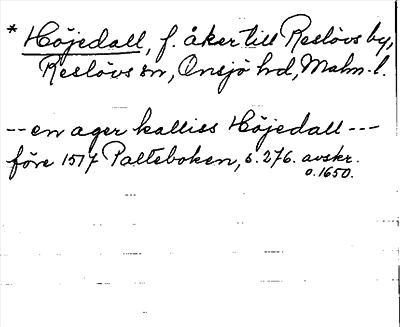 * Höjedall, f. åker till Reslövs by,
Reslövs sn, Onsjö hd, Malm. l.
-- en ager kalliss Höjedall ---
före 1517 Palteboken, s. 276. avskr.
o. 1650.